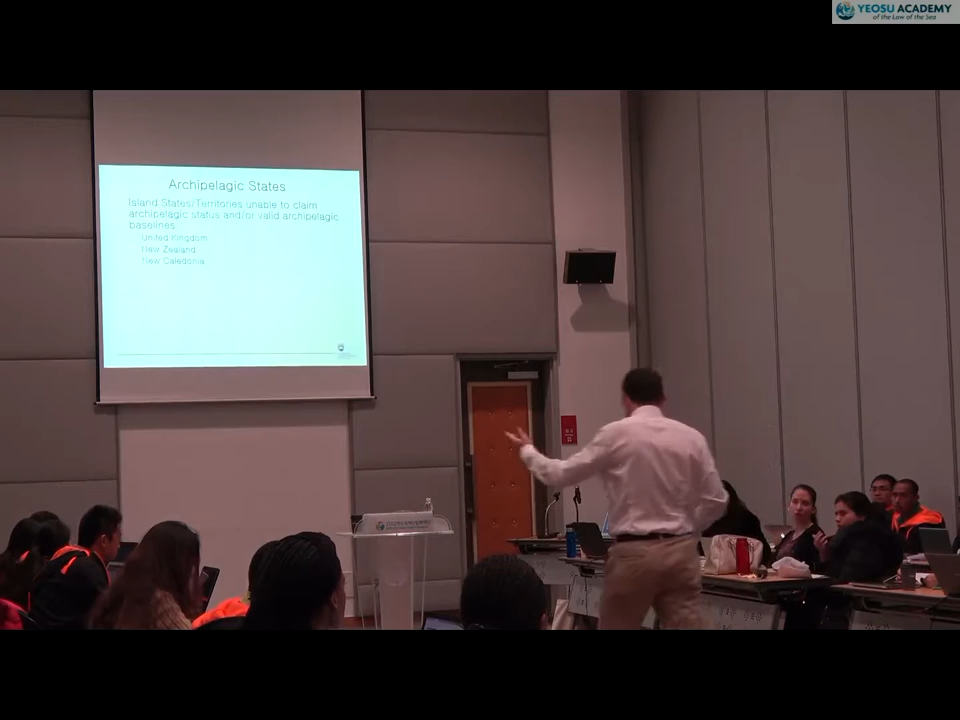 YEOSU ACADEMY
of the Law of the Sea
Archipelagic States
Island States/Territories unable to claim
archipelagic status and/or valid archipelagic
baselines
United Kingdom
New Zealand
New Caledonia